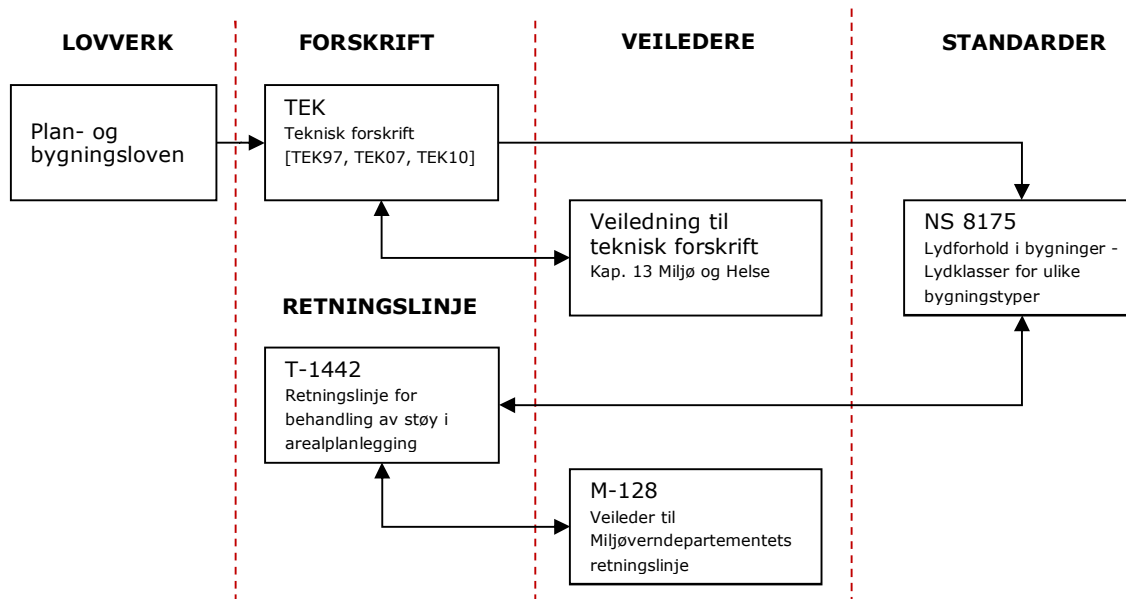 LOVVERK
FORSKRIFT
VEILEDERE
STANDARDER
Plan- og
bygningsloven
TEK
Teknisk forskrift
[TEK97, TEK07, TEK10]
Veiledning til
teknisk forskrift
Kap. 13 Miljø og Helse
NS 8175
Lydforhold i bygninger -
Lydklasser for ulike
bygningstyper
RETNINGSLINJE
T-1442
Retningslinje for
behandling av støy i
arealplanlegging
M-128
Veileder til
Miljøverndepartementets
retningslinje